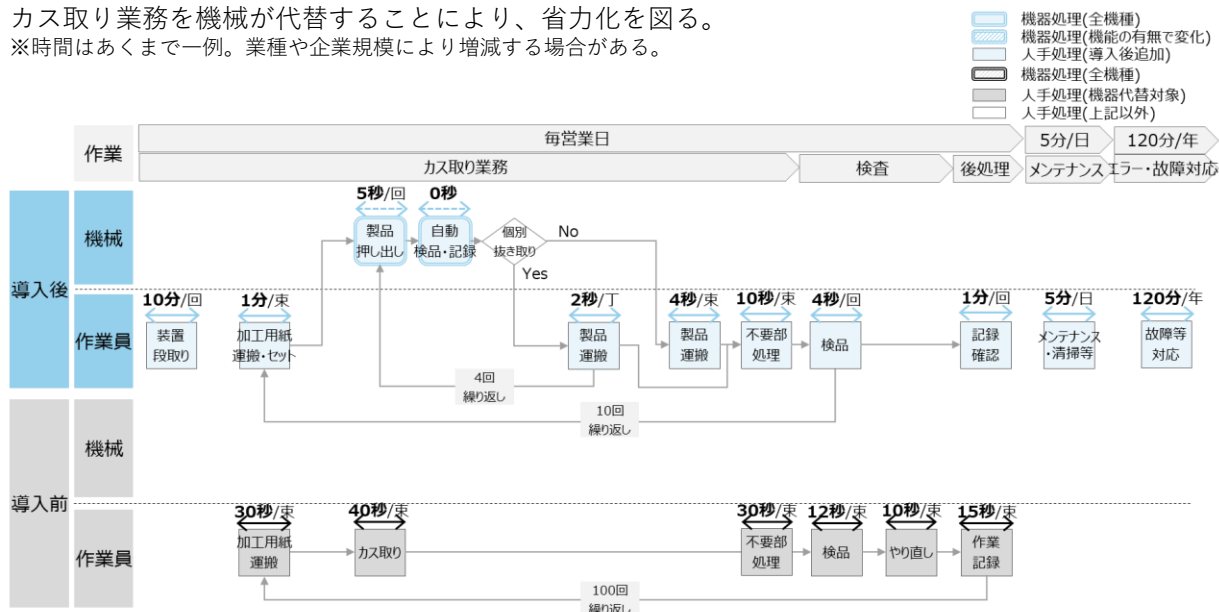 カス取り業務を機械が代替することにより、省力化を図る。
※時間はあくまで一例。業種や企業規模により増減する場合がある。
機器処理(全機種)
機器処理(機能の有無で変化)
人手処理(導入後追加)
機器処理(全機種)
人手処理(機器代替対象)
人手処理(上記以外)
作業
毎営業日
5分/日
120分/年
カス取り業務
検査
後処理
メンテナンス
エラー・故障対応
導入後
機械
5秒/回
0秒
製品
押し出し
自動
検品・記録
個別
抜き取り
No
Yes
作業員
10分/回
1分/束
2秒/丁
4秒/束
10秒/束
4秒/回
1分/回
5分/日
120分/年
装置
段取り
加工用紙
運搬・セット
製品
運搬
製品
運搬
不要部
処理
検品
記録
確認
メンテナンス
・清掃等
故障等
対応
4回
繰り返し
10回
繰り返し
導入前
機械
作業員
30秒/束
40秒/束
30秒/束
12秒/束
10秒/束
15秒/束
加工用紙
運搬
カス取り
不要部
処理
検品
やり直し
作業
記録
100回
繰り返し